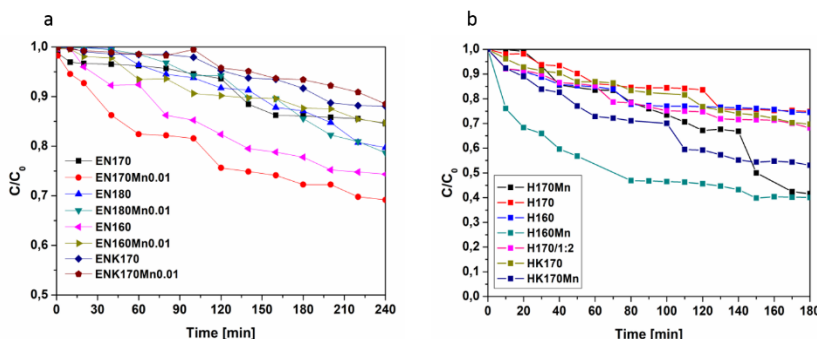 a
C/C0
1,0
0,9
0,8
0,7
0,6
0,5
EN170
EN170Mn0.01
EN180
EN180Mn0.01
EN160
EN160Mn0.01
ENK170
ENK170Mn0.01
0 30 60 90 120 150 180 210 240
Time [min]
b
C/C0
1,0
0,9
0,8
0,7
0,6
0,5
0,4
0,3
0,2
0,1
0,0
H170Mn
H170
H160
H160Mn
H170/1:2
HK170
HK170Mn
0 20 40 60 80 100 120 140 160 180
Time [min]